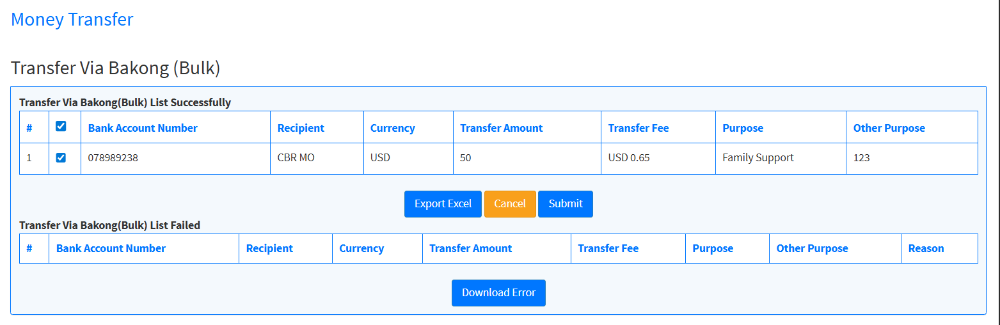 Money Transfer
Transfer Via Bakong (Bulk)
Transfer Via Bakong(Bulk) List Successfully
# Bank Account Number Recipient Currency Transfer Amount Transfer Fee Purpose Other Purpose
1 078989238 CBR MO USD 50 USD 0.65 Family Support 123
Export Excel Cancel Submit
Transfer Via Bakong(Bulk) List Failed
# Bank Account Number Recipient Currency Transfer Amount Transfer Fee Purpose Other Purpose Reason
Download Error